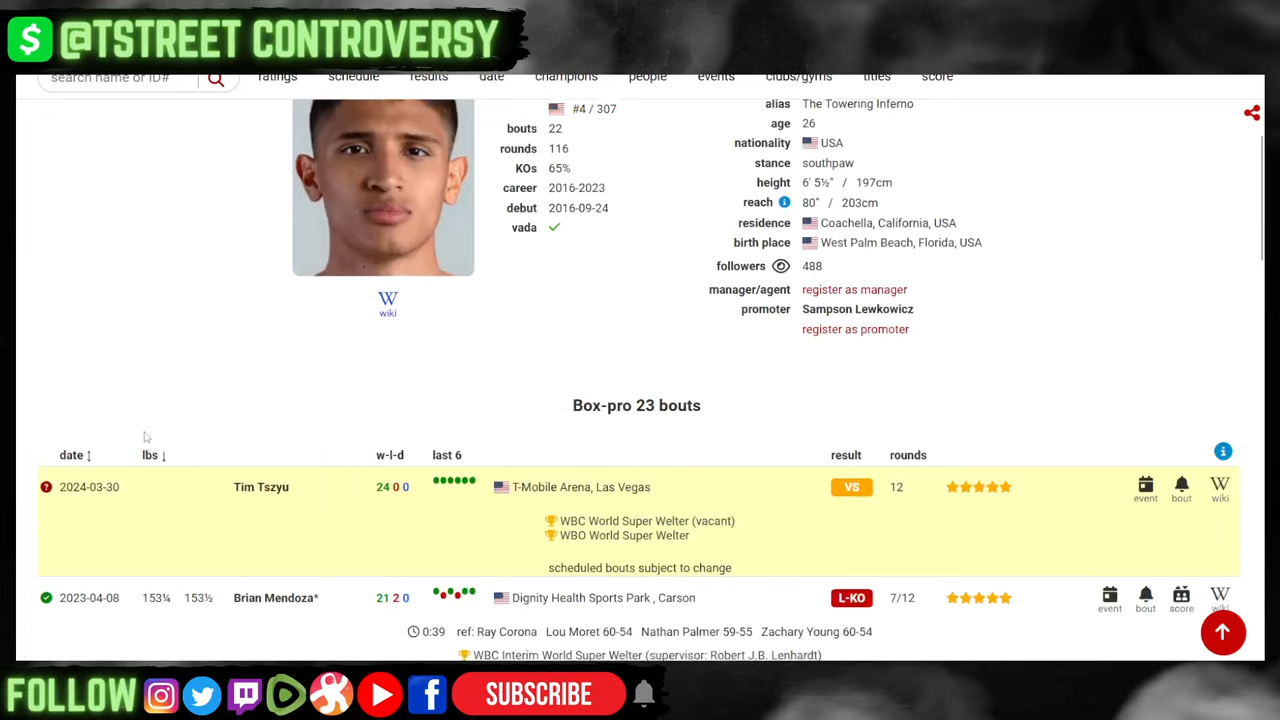 $ @TSTREET CONTROVERSY
search name or ID# ratings schedule results date champions people events clubs/gyms titles score
#4 / 307
bouts 22
rounds 116
KOs 65%
career 2016-2023
debut 2016-09-24
vada
W
wiki
alias The Towering Inferno
age 26
nationality USA
stance southpaw
height 6' 5½" / 197cm
reach 80" / 203cm
residence Coachella, California, USA
birth place West Palm Beach, Florida, USA
followers 488
manager/agent register as manager
promoter Sampson Lewkowicz
register as promoter
Box-pro 23 bouts
date lbs w-l-d last 6 result rounds
2024-03-30 Tim Tszyu 24 0 0 T-Mobile Arena, Las Vegas VS 12 event bout wiki
WBC World Super Welter (vacant)
WBO World Super Welter
scheduled bouts subject to change
2023-04-08 153¼ 153½ Brian Mendoza* 21 2 0 Dignity Health Sports Park , Carson L-KO 7/12 event bout score wiki
0:39 ref: Ray Corona Lou Moret 60-54 Nathan Palmer 59-55 Zachary Young 60-54
WBC Interim World Super Welter (supervisor: Robert J.B. Lenhardt)
FOLLOW SUBSCRIBE